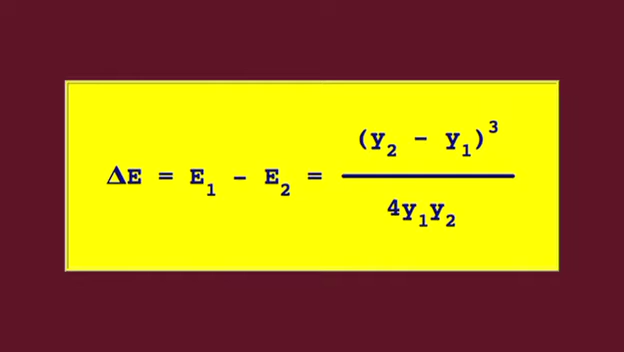 ΔE = E₁ - E₂ = (y₂ - y₁)³ / 4y₁y₂